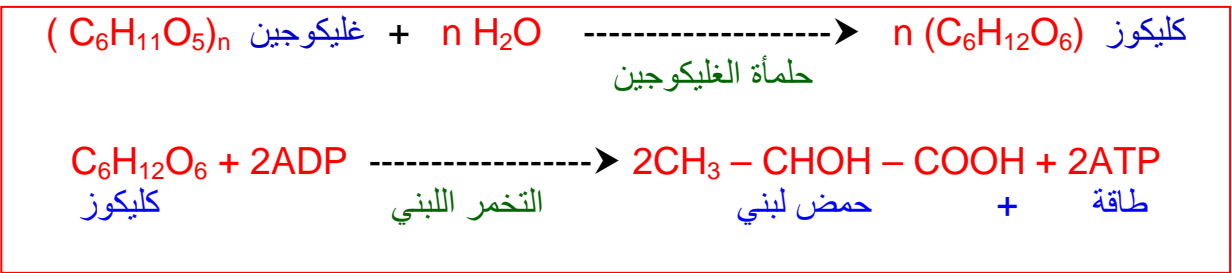 ( C₆H₁₁O₅)ₙ غليكوجين + n H₂O --------------------➤ n (C₆H₁₂O₆) كليكوز
حلمأة الغليكوجين
C₆H₁₂O₆ + 2ADP ------------------➤ 2CH₃ – CHOH – COOH + 2ATP
كليكوز التخمر اللبني حمض لبني + طاقة